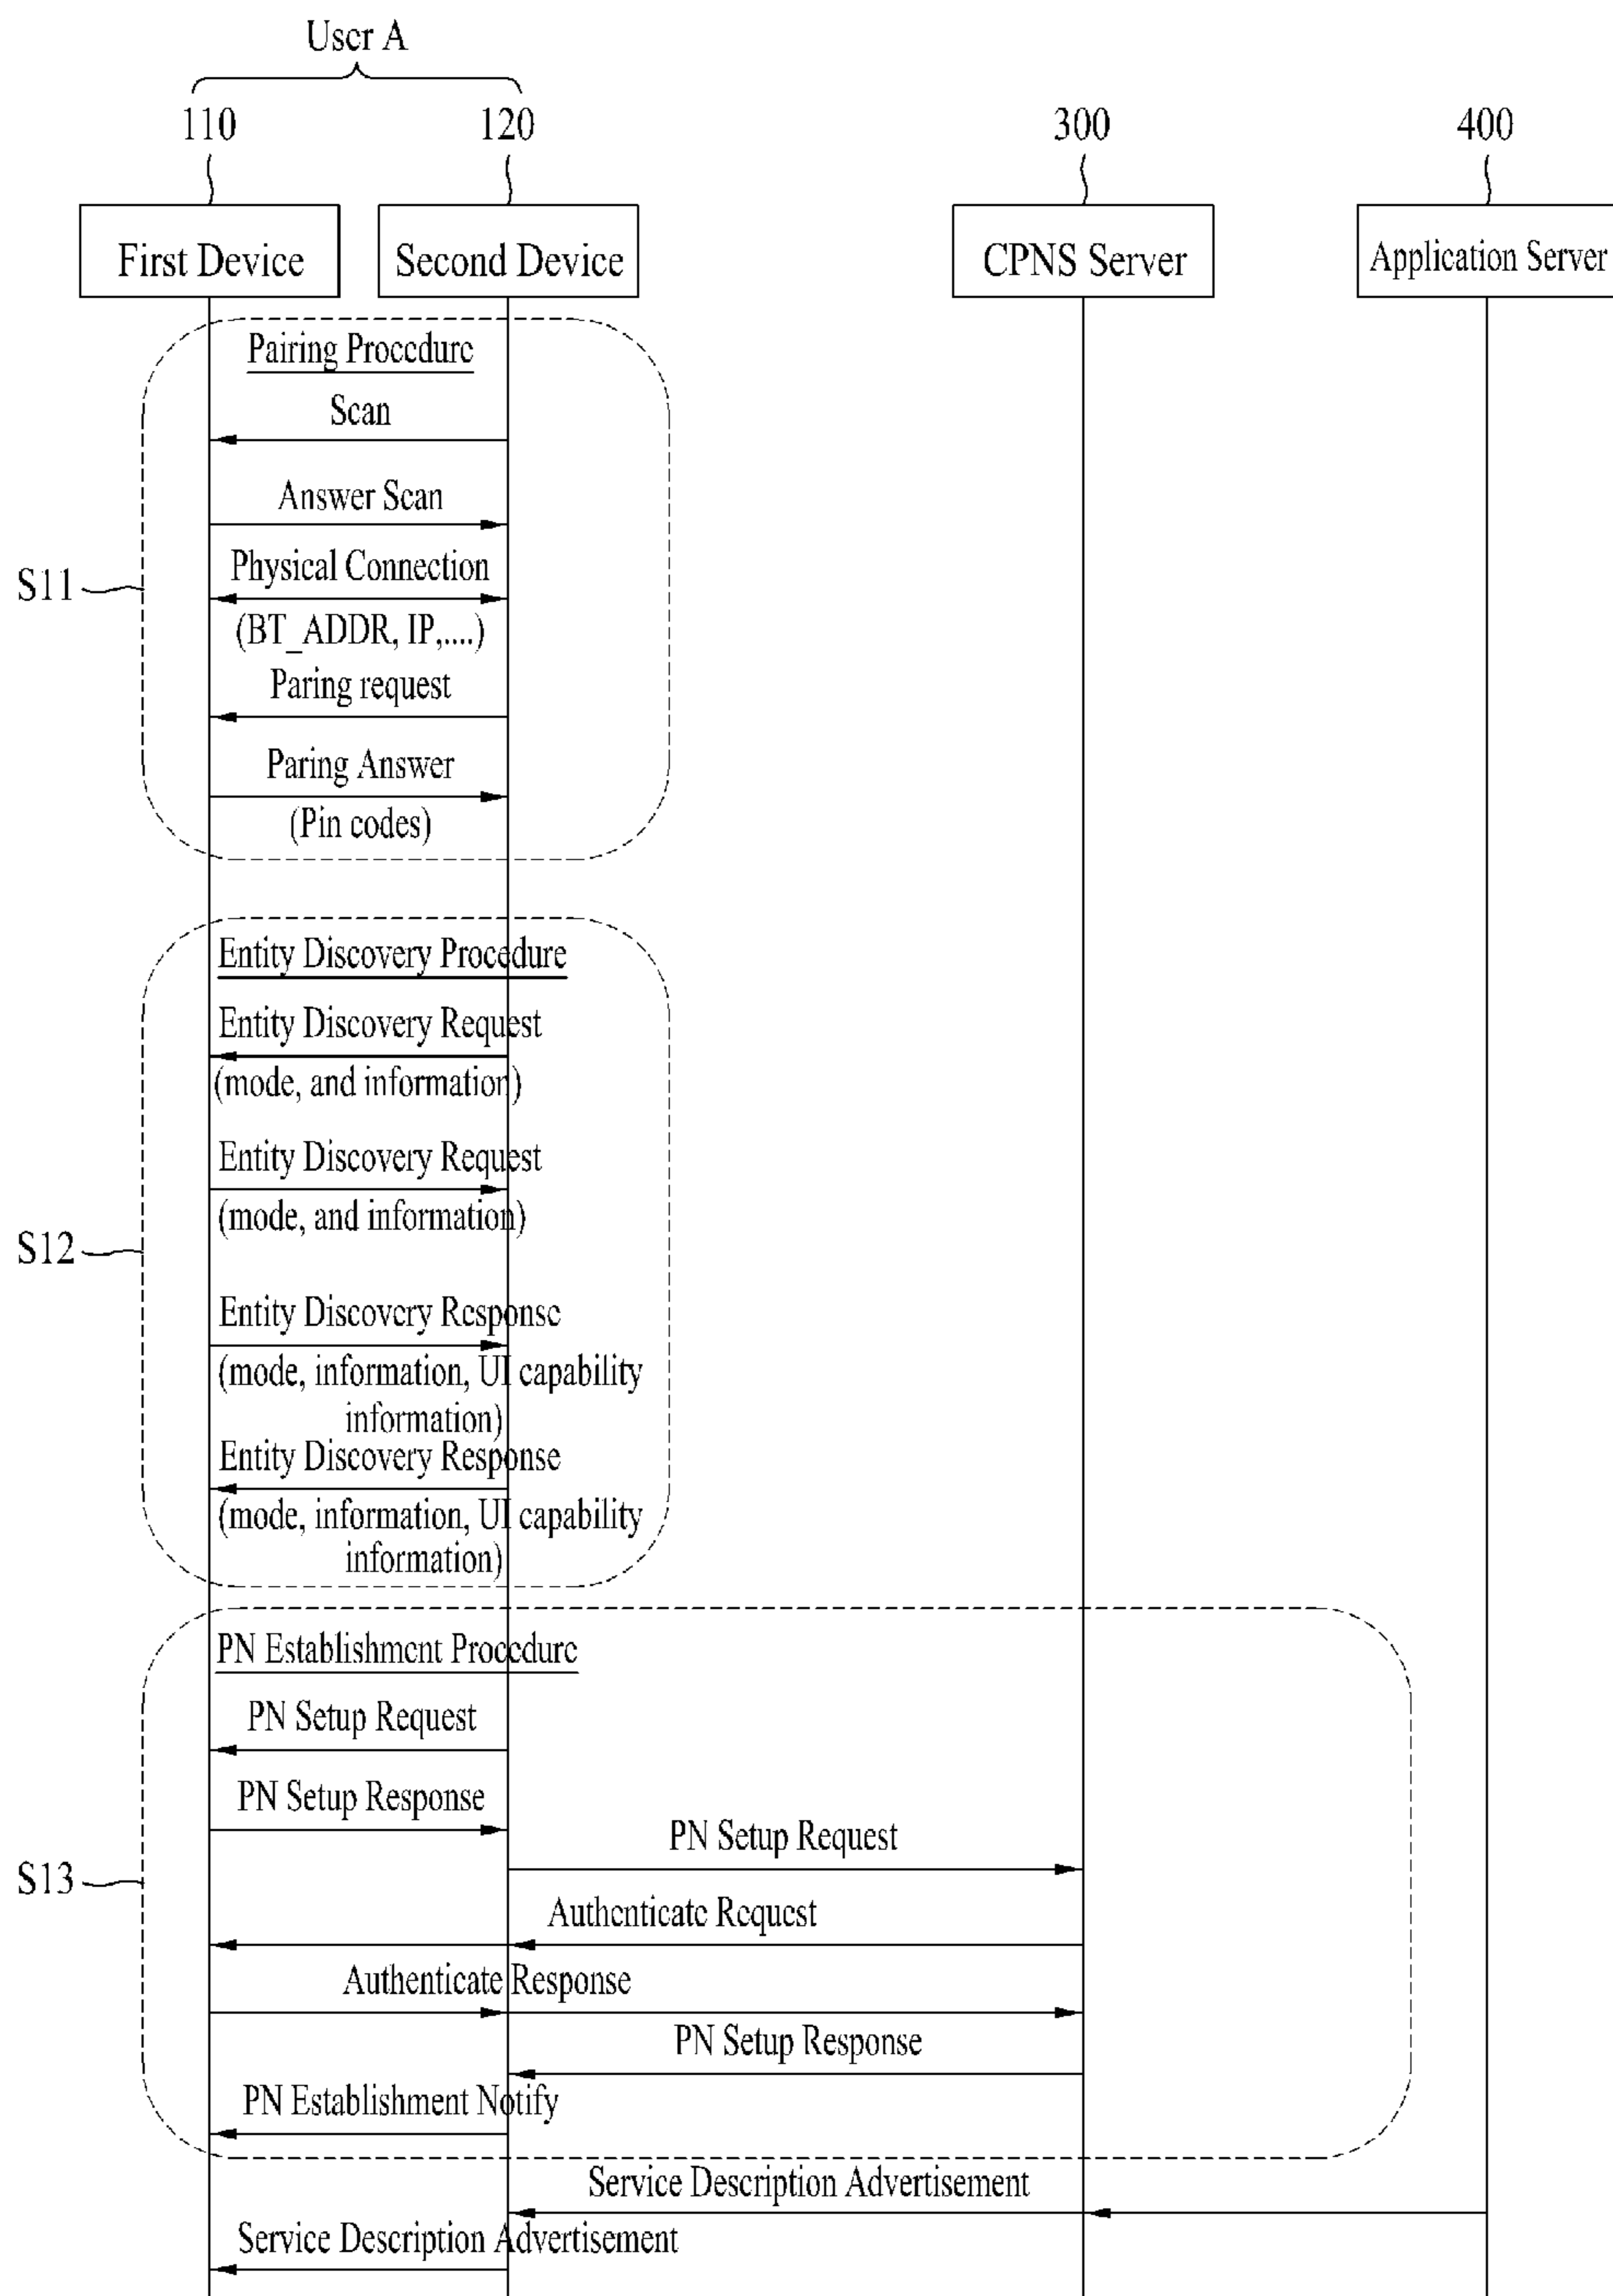 User A
110
120
300
400
First Device
Second Device
CPNS Server
Application Server
Pairing Procedure
Scan
Answer Scan
Physical Connection
(BT_ADDR, IP,....)
Paring request
Paring Answer
(Pin codes)
S11
Entity Discovery Procedure
Entity Discovery Request
(mode, and information)
Entity Discovery Request
(mode, and information)
S12
Entity Discovery Response
(mode, information, UI capability
information)
Entity Discovery Response
(mode, information, UI capability
information)
PN Establishment Procedure
PN Setup Request
PN Setup Response
PN Setup Request
S13
Authenticate Request
Authenticate Response
PN Setup Response
PN Establishment Notify
Service Description Advertisement
Service Description Advertisement